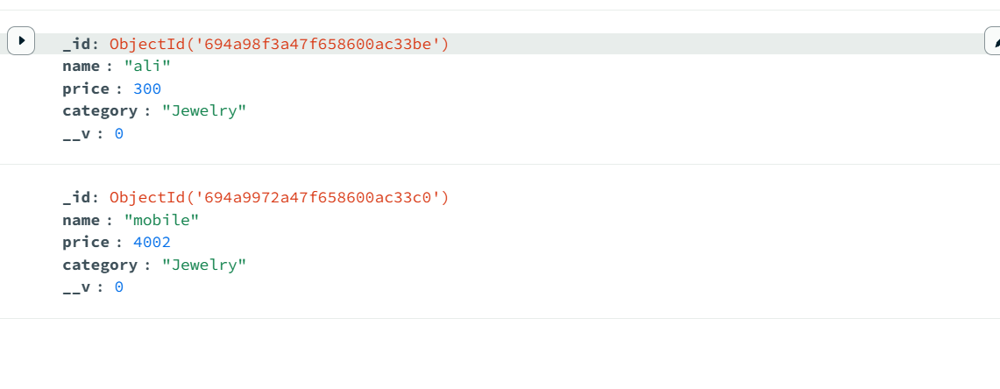 _id: ObjectId('694a98f3a47f658600ac33be')
name : "ali"
price : 300
category : "Jewelry"
__v : 0
_id: ObjectId('694a9972a47f658600ac33c0')
name : "mobile"
price : 4002
category : "Jewelry"
__v : 0